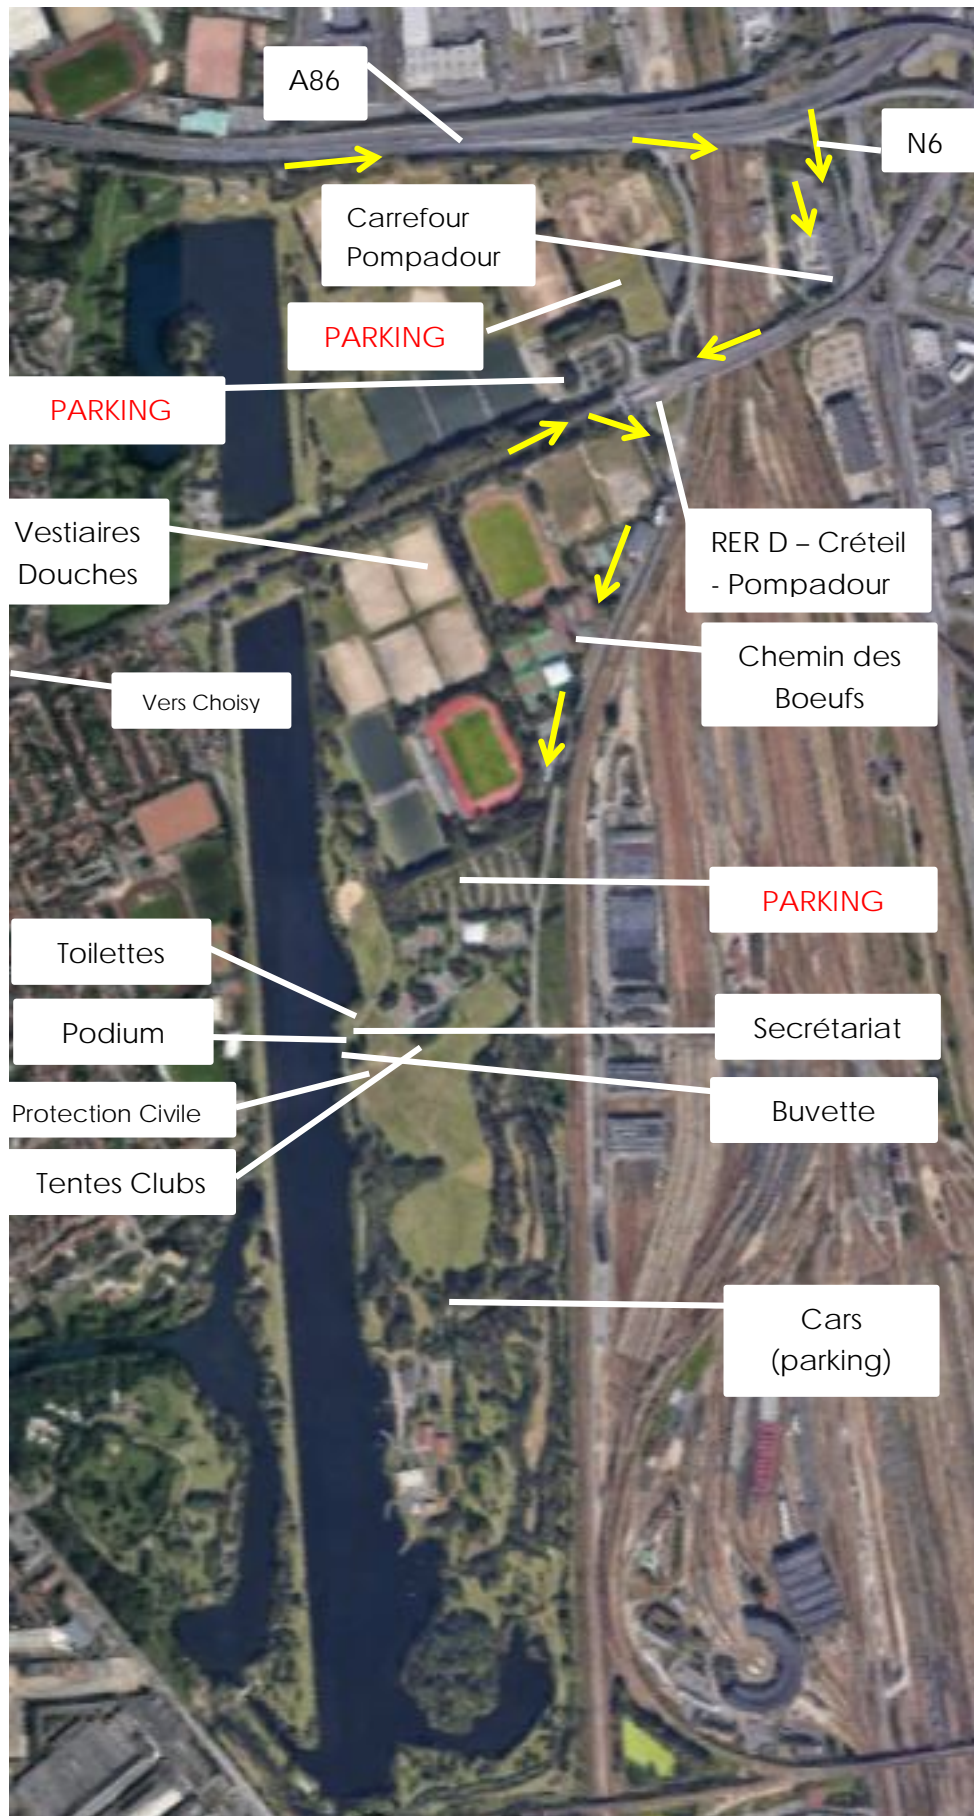 A86
N6
Carrefour
Pompadour
PARKING
PARKING
Vestiaires
Douches
RER D – Créteil
- Pompadour
Chemin des
Boeufs
Vers Choisy
PARKING
Toilettes
Podium
Secrétariat
Protection Civile
Buvette
Tentes Clubs
Cars
(parking)